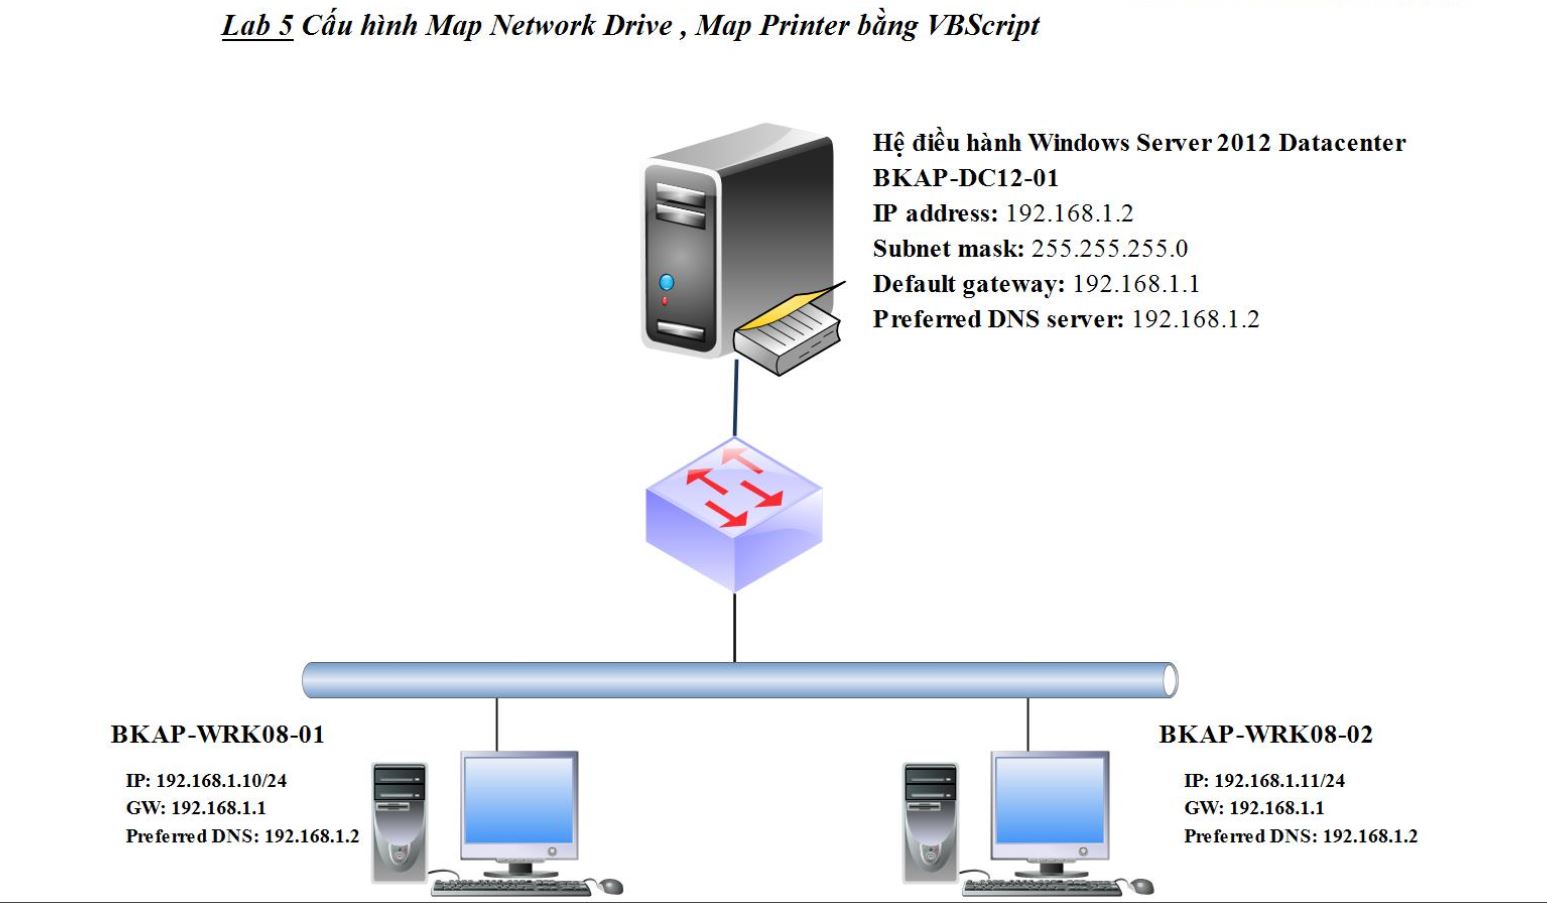 Lab 5 Cấu hình Map Network Drive , Map Printer bằng VBScript
Hệ điều hành Windows Server 2012 Datacenter
BKAP-DC12-01
IP address: 192.168.1.2
Subnet mask: 255.255.255.0
Default gateway: 192.168.1.1
Preferred DNS server: 192.168.1.2
BKAP-WRK08-01
IP: 192.168.1.10/24
GW: 192.168.1.1
Preferred DNS: 192.168.1.2
BKAP-WRK08-02
IP: 192.168.1.11/24
GW: 192.168.1.1
Preferred DNS: 192.168.1.2